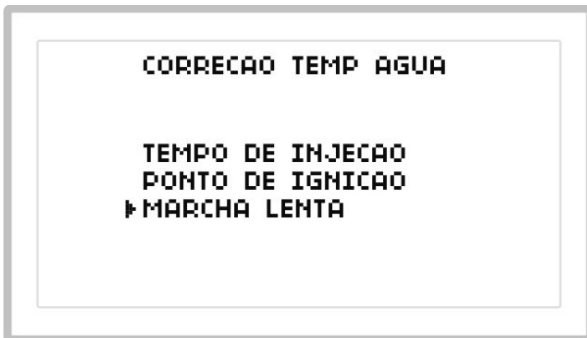 CORRECAO TEMP AGUA
TEMPO DE INJECAO
PONTO DE IGNICAO
MARCHA LENTA